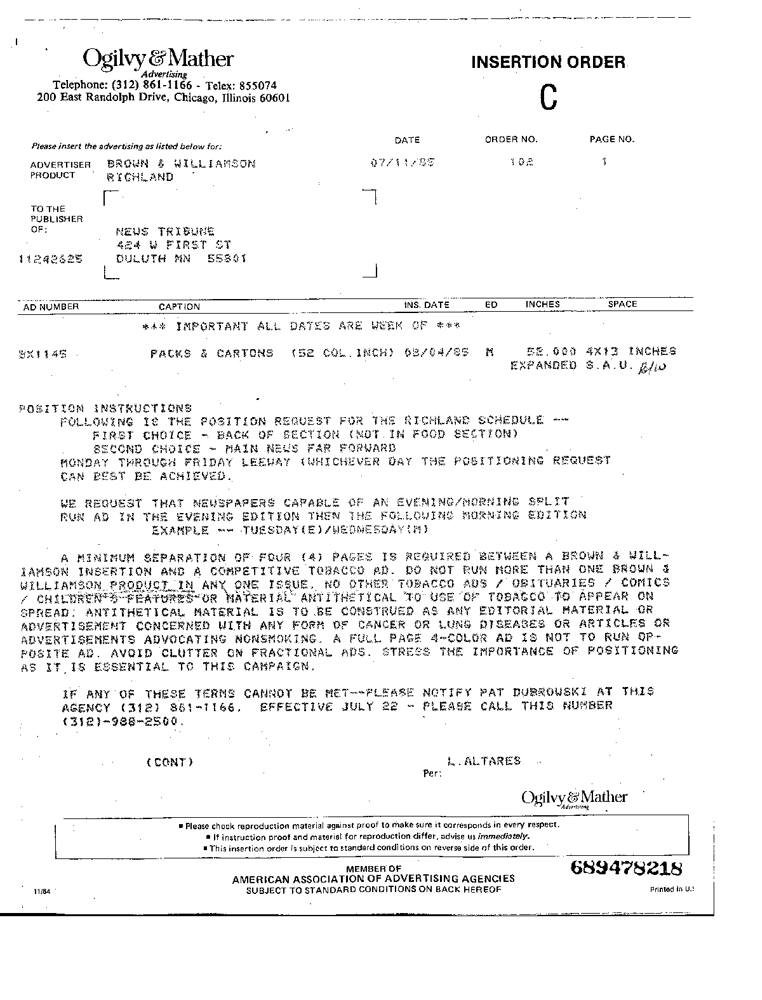 Ogilvy & Mather
Advertising
Telephone: (312) 861-1166 - Telex: 855074
200 East Randolph Drive, Chicago, Illinois 60601
INSERTION ORDER
C
Please insert the advertising as listed below for:
DATE ORDER NO. PAGE NO.
ADVERTISER BROWN & WILLIAMSON 07/11/85 102 1
PRODUCT RICHLAND
TO THE
PUBLISHER
OF:
NEWS TRIBUNE
424 W FIRST ST
11242625 DULUTH MN 55801
AD NUMBER CAPTION INS. DATE ED INCHES SPACE
*** IMPORTANT ALL DATES ARE WEEK OF ***
BX1145 PACKS & CARTONS (52 COL.INCH) 08/04/85 M 52.000 4X13 INCHES
EXPANDED S.A.U. B/W
POSITION INSTRUCTIONS
FOLLOWING IS THE POSITION REQUEST FOR THE RICHLAND SCHEDULE --
FIRST CHOICE - BACK OF SECTION (NOT IN FOOD SECTION)
SECOND CHOICE - MAIN NEWS FAR FORWARD
MONDAY THROUGH FRIDAY LEEWAY (WHICHEVER DAY THE POSITIONING REQUEST
CAN BEST BE ACHIEVED.
WE REQUEST THAT NEWSPAPERS CAPABLE OF AN EVENING/MORNING SPLIT
RUN AD IN THE EVENING EDITION THEN THE FOLLOWING MORNING EDITION
EXAMPLE -- TUESDAY(E)/WEDNESDAY(M)
A MINIMUM SEPARATION OF FOUR (4) PAGES IS REQUIRED BETWEEN A BROWN & WILL-
IAMSON INSERTION AND A COMPETITIVE TOBACCO AD. DO NOT RUN MORE THAN ONE BROWN &
WILLIAMSON PRODUCT IN ANY ONE ISSUE. NO OTHER TOBACCO ADS / OBITUARIES / COMICS
/ CHILDREN'S FEATURES OR MATERIAL ANTITHETICAL TO USE OF TOBACCO TO APPEAR ON
SPREAD. ANTITHETICAL MATERIAL IS TO BE CONSTRUED AS ANY EDITORIAL MATERIAL OR
ADVERTISEMENT CONCERNED WITH ANY FORM OF CANCER OR LUNG DISEASES OR ARTICLES OR
ADVERTISEMENTS ADVOCATING NONSMOKING. A FULL PAGE 4-COLOR AD IS NOT TO RUN OP-
POSITE AD. AVOID CLUTTER ON FRACTIONAL ADS. STRESS THE IMPORTANCE OF POSITIONING
AS IT IS ESSENTIAL TO THIS CAMPAIGN.
IF ANY OF THESE TERMS CANNOT BE MET--PLEASE NOTIFY PAT DUBROWSKI AT THIS
AGENCY (312) 861-1166. EFFECTIVE JULY 22 - PLEASE CALL THIS NUMBER
(312)-988-2500.
(CONT) L.ALTARES
Per:
Ogilvy & Mather
Advertising
▪ Please check reproduction material against proof to make sure it corresponds in every respect.
▪ If instruction proof and material for reproduction differ, advise us immediately.
▪ This insertion order is subject to standard conditions on reverse side of this order.
MEMBER OF
AMERICAN ASSOCIATION OF ADVERTISING AGENCIES
SUBJECT TO STANDARD CONDITIONS ON BACK HEREOF
689478218
11/84 Printed in U.S